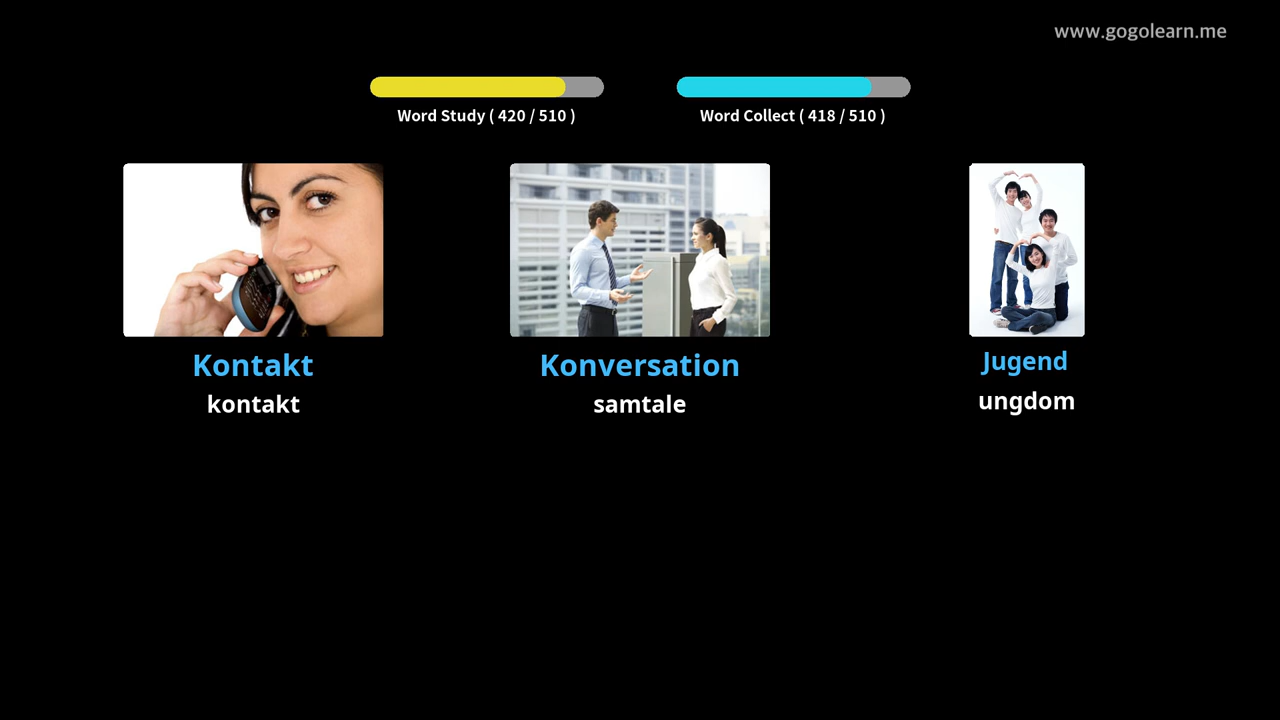 www.gogolearn.me
Word Study ( 420 / 510 )
Word Collect ( 418 / 510 )
Kontakt
kontakt
Konversation
samtale
Jugend
ungdom